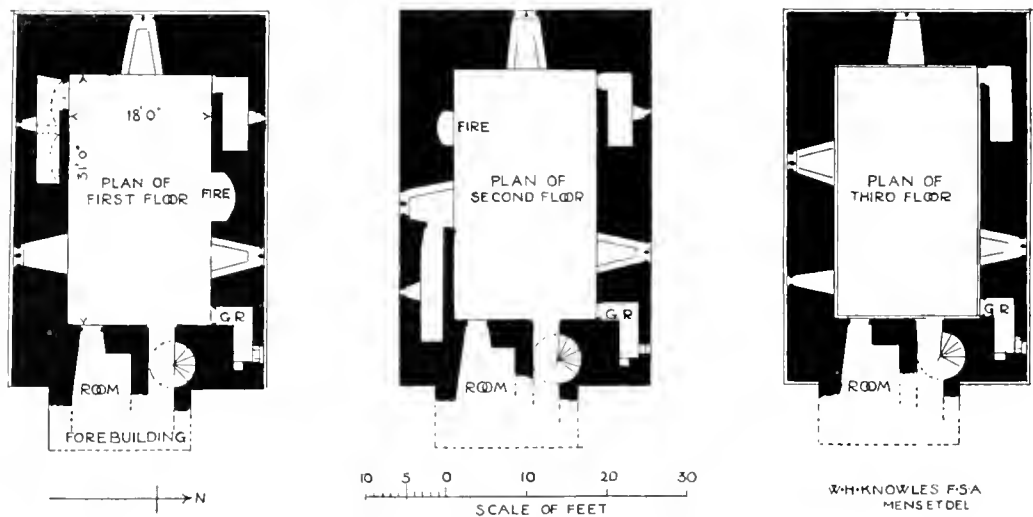 18'0"
31'0"
PLAN OF
FIRST FLOOR
FIRE
G R
ROOM
FOREBUILDING
N
FIRE
PLAN OF
SECOND FLOOR
G R
ROOM
10 5 0 10 20 30
SCALE OF FEET
PLAN OF
THIRD FLOOR
G R
ROOM
W·H·KNOWLES F·S·A
MENS ET DEL